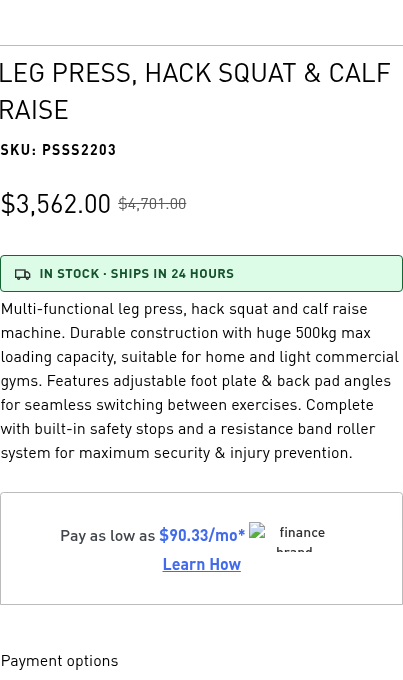 LEG PRESS, HACK SQUAT & CALF
RAISE
SKU: PSSS2203
$3,562.00 $4,701.00
IN STOCK · SHIPS IN 24 HOURS
Multi-functional leg press, hack squat and calf raise
machine. Durable construction with huge 500kg max
loading capacity, suitable for home and light commercial
gyms. Features adjustable foot plate & back pad angles
for seamless switching between exercises. Complete
with built-in safety stops and a resistance band roller
system for maximum security & injury prevention.
Pay as low as $90.33/mo* finance
brand
Learn How
Payment options